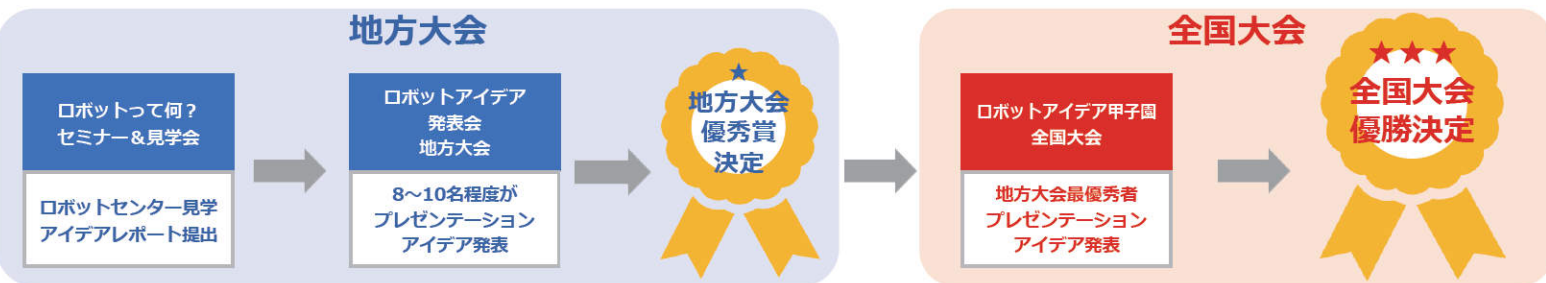 地方大会
ロボットって何？
セミナー＆見学会
ロボットセンター見学
アイデアレポート提出
ロボットアイデア
発表会
地方大会
8～10名程度が
プレゼンテーション
アイデア発表
★
地方大会
優秀賞
決定
全国大会
ロボットアイデア甲子園
全国大会
地方大会最優秀者
プレゼンテーション
アイデア発表
★★★
全国大会
優勝決定